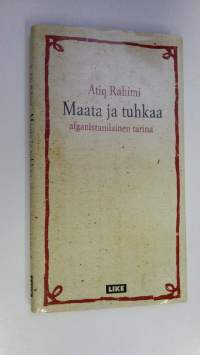 Atiq Rahimi
Maata ja tuhkaa
afganistanilainen tarina
LIKE